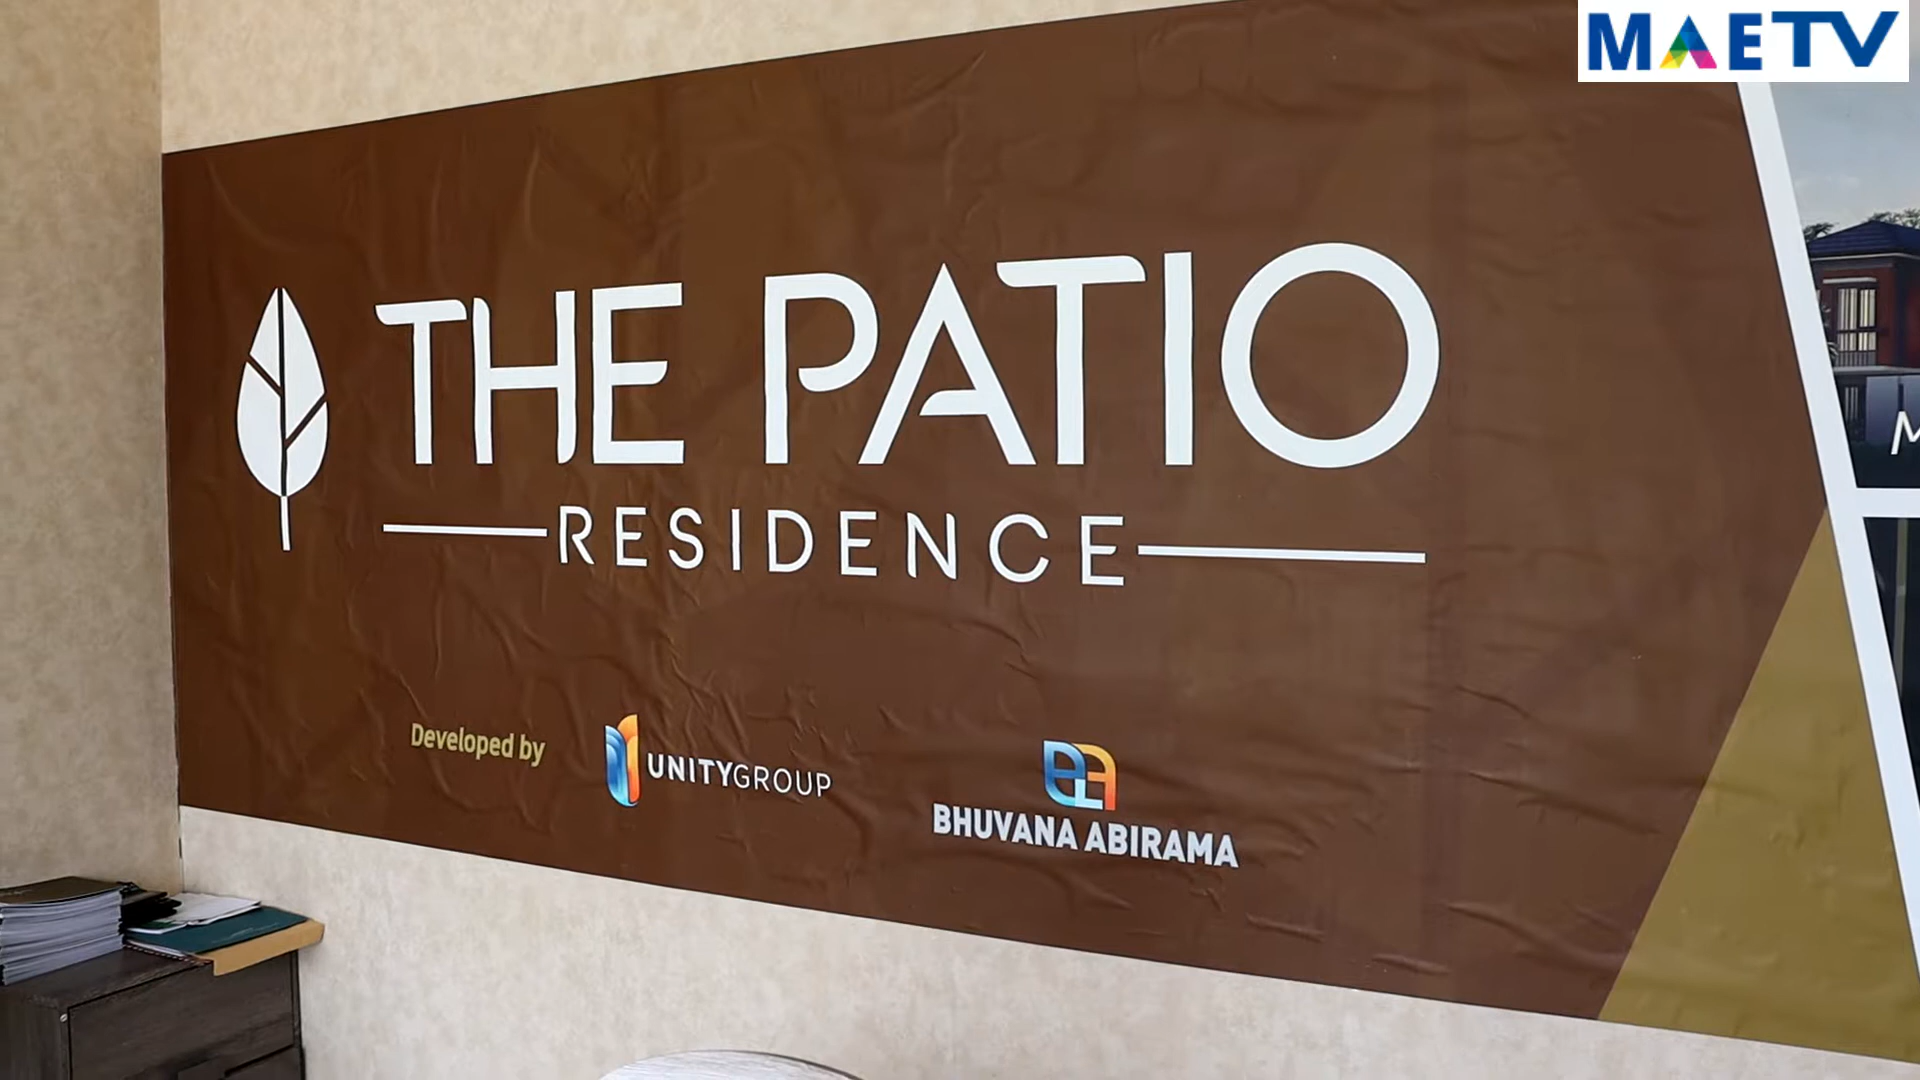 MAETV
THE PATIO
RESIDENCE
Developed by
UNITYGROUP
BHUVANA ABIRAMA